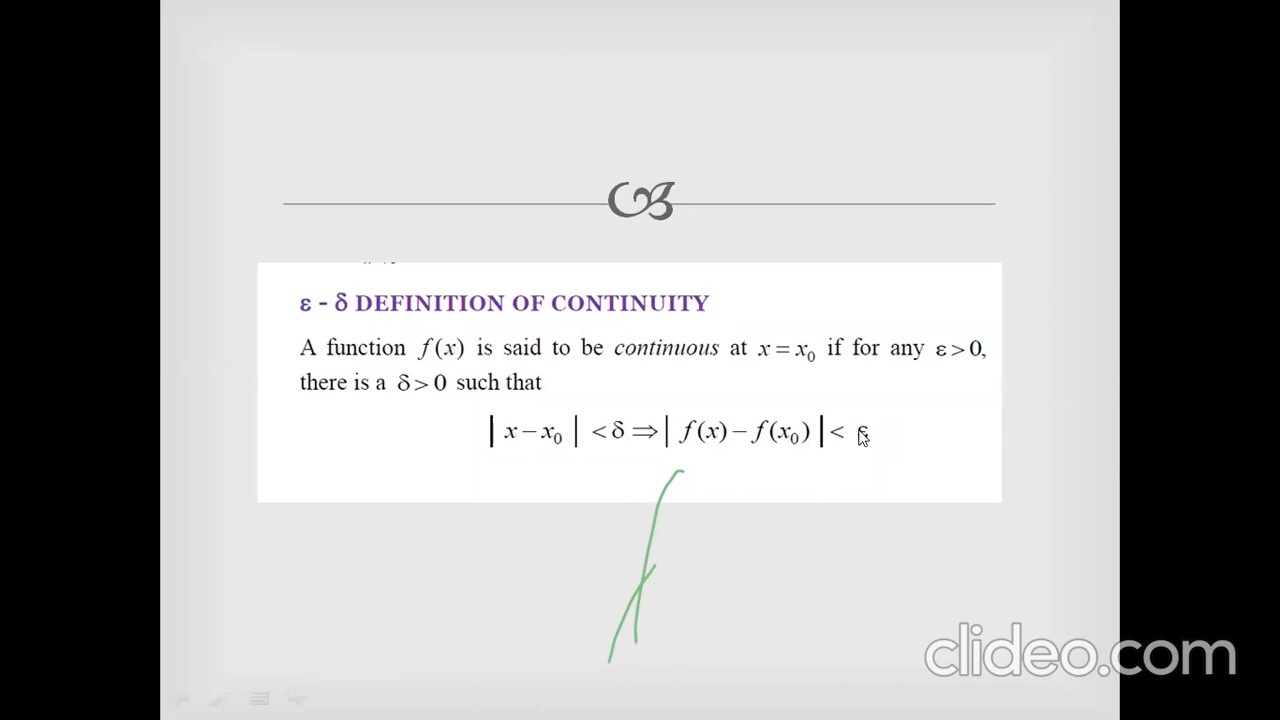 ε - δ DEFINITION OF CONTINUITY
A function f(x) is said to be continuous at x = x₀ if for any ε > 0,
there is a δ > 0 such that
| x − x₀ | < δ ⇒ | f(x) − f(x₀) | < ε
clideo.com